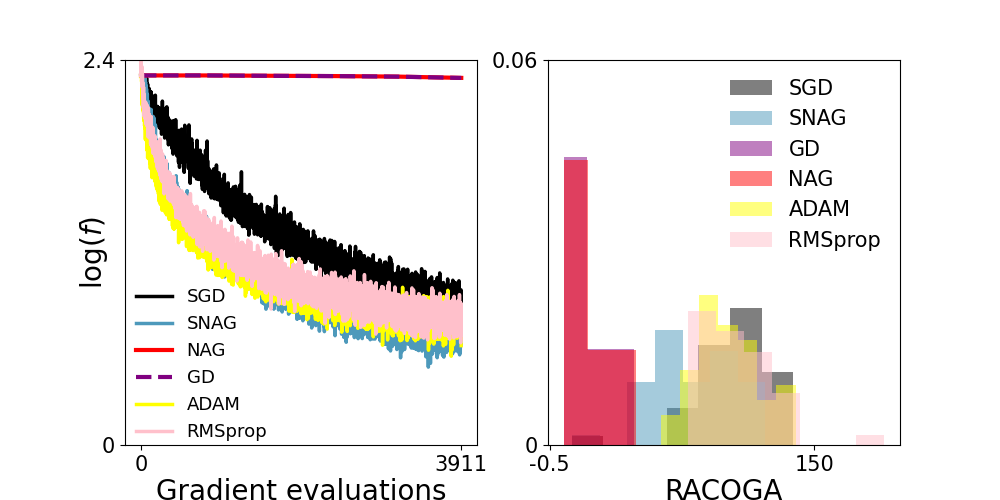 2.4
log(f)
0
SGD
SNAG
NAG
GD
ADAM
RMSprop
0
3911
Gradient evaluations
0.06
0
SGD
SNAG
GD
NAG
ADAM
RMSprop
-0.5
150
RACOGA